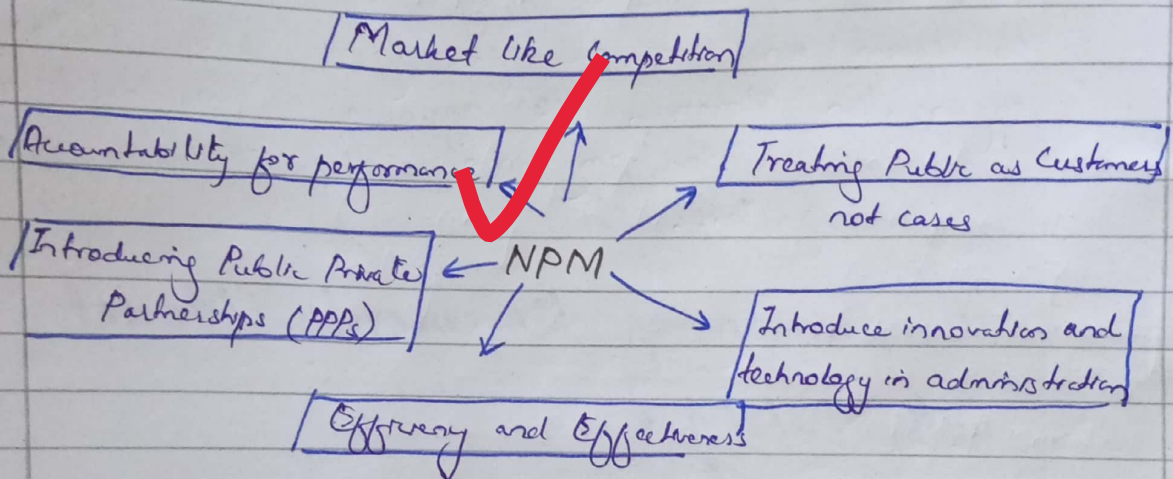 Market like Competition
Accountability for performance
Treating Public as Customers
not cases
Introducing Public Private
Partnerships (PPPs)
NPM
Introduce innovation and
technology in administration
Efficiency and Effectiveness